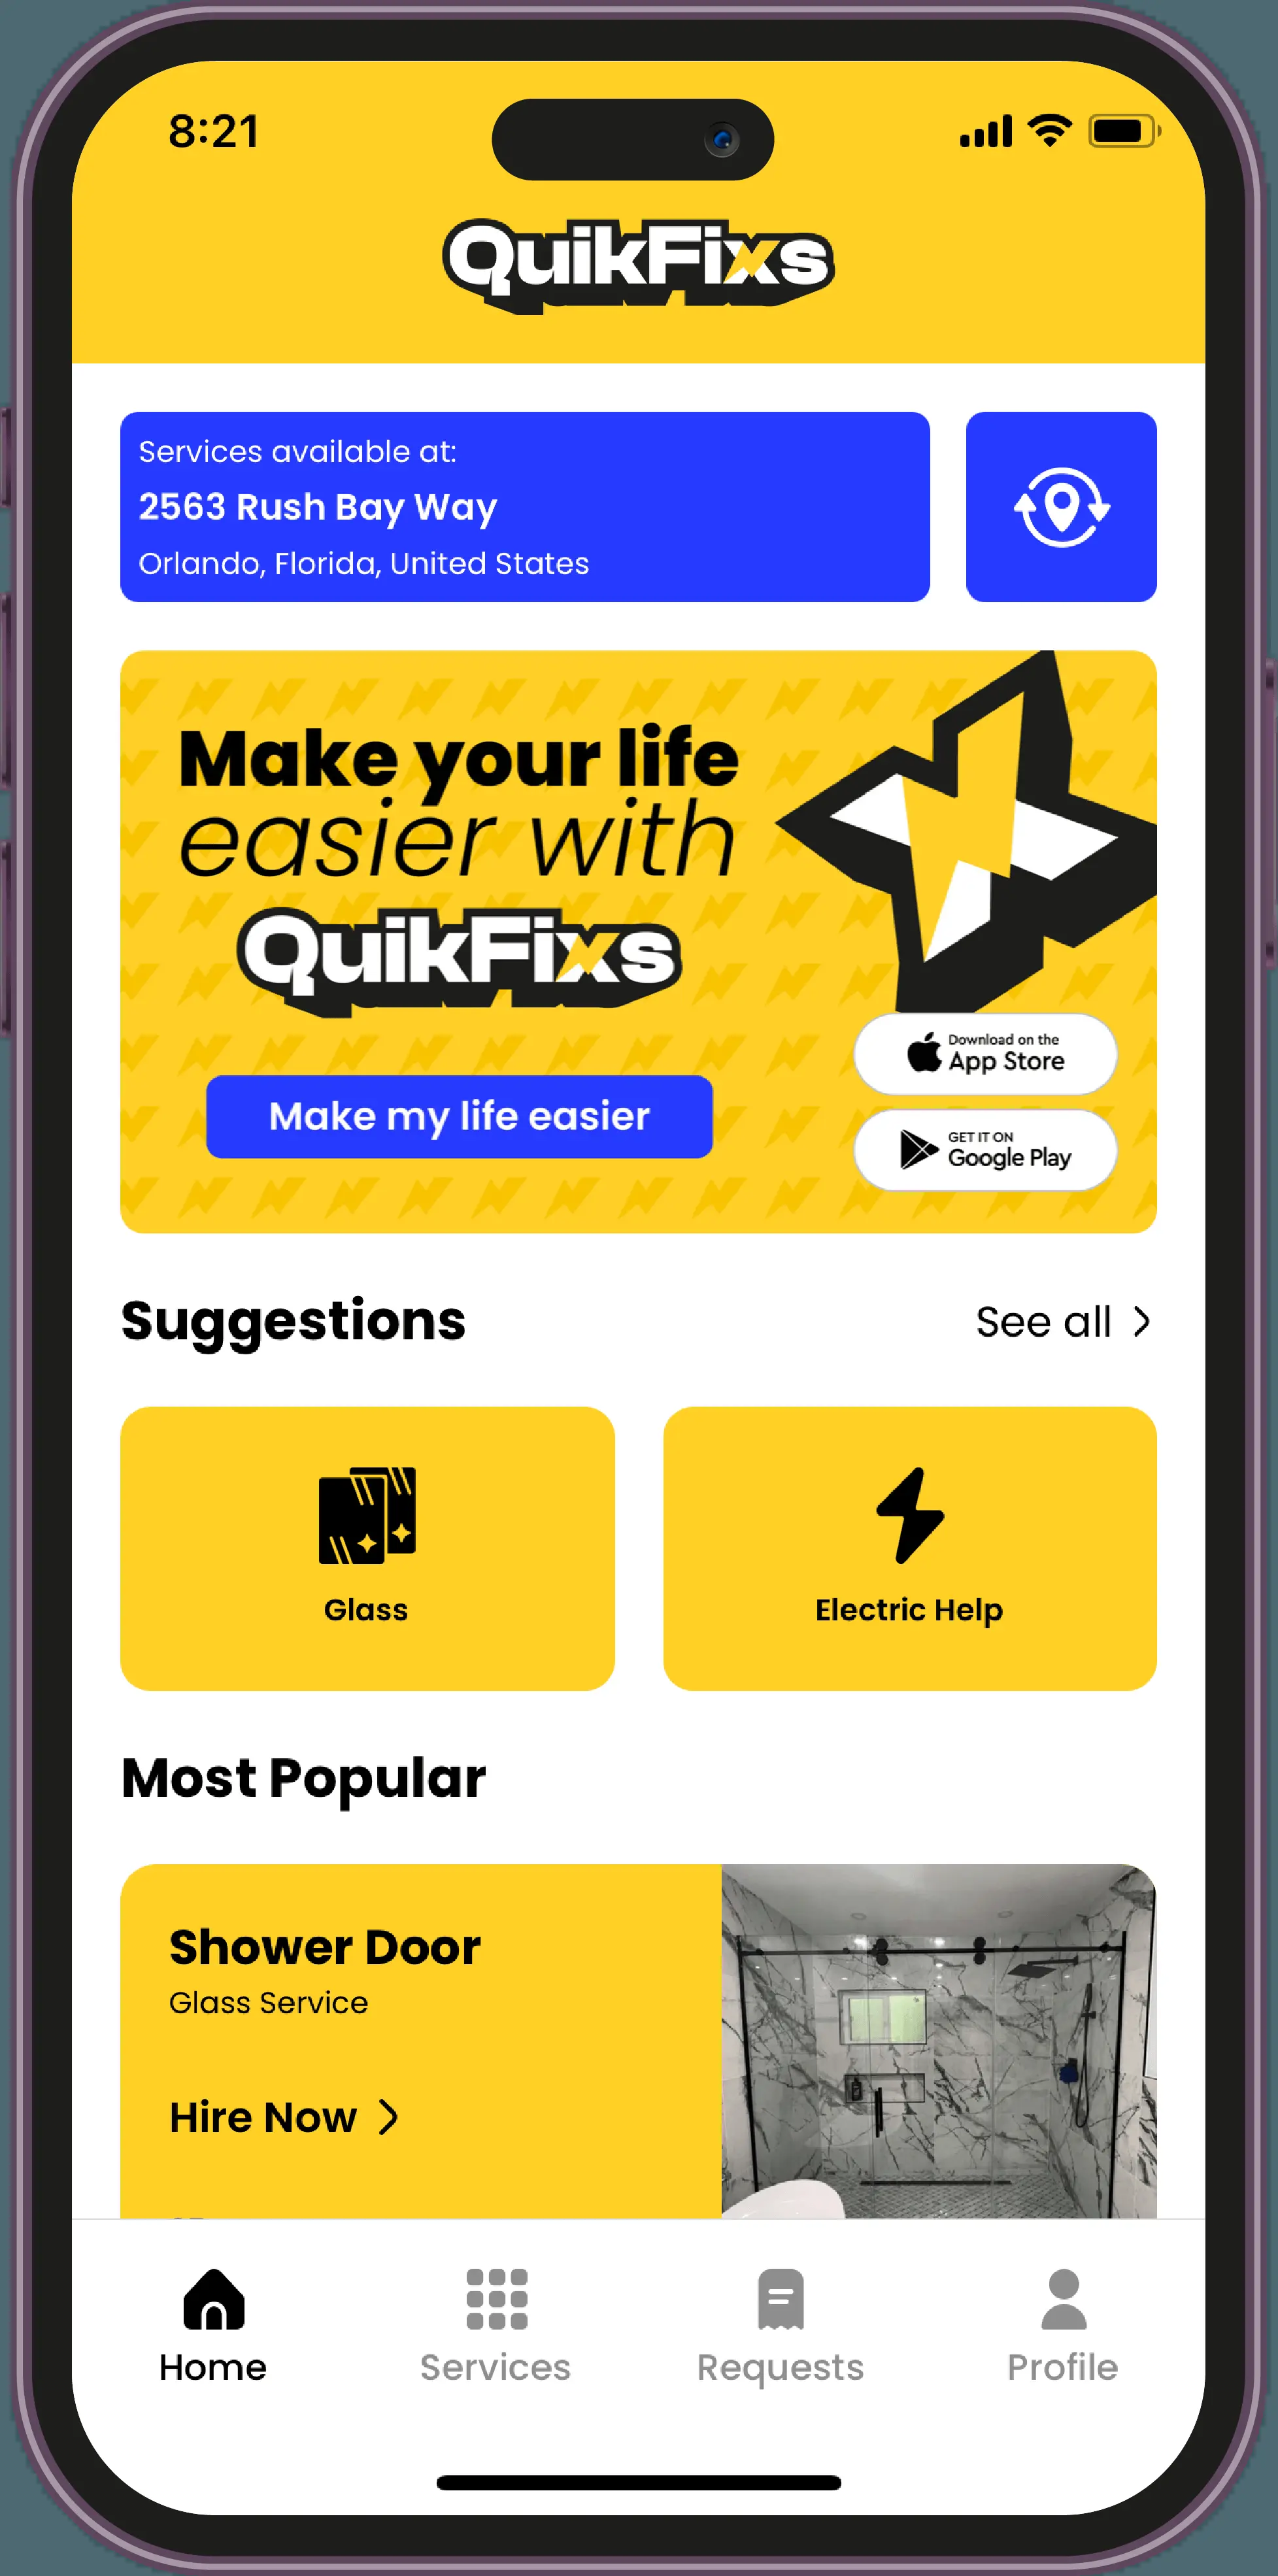 8:21
QuikFixs
Services available at:
2563 Rush Bay Way
Orlando, Florida, United States
Make your life
easier with
QuikFixs
Make my life easier
Download on the
App Store
GET IT ON
Google Play
Suggestions
See all
Glass
Electric Help
Most Popular
Shower Door
Glass Service
Hire Now
Home
Services
Requests
Profile